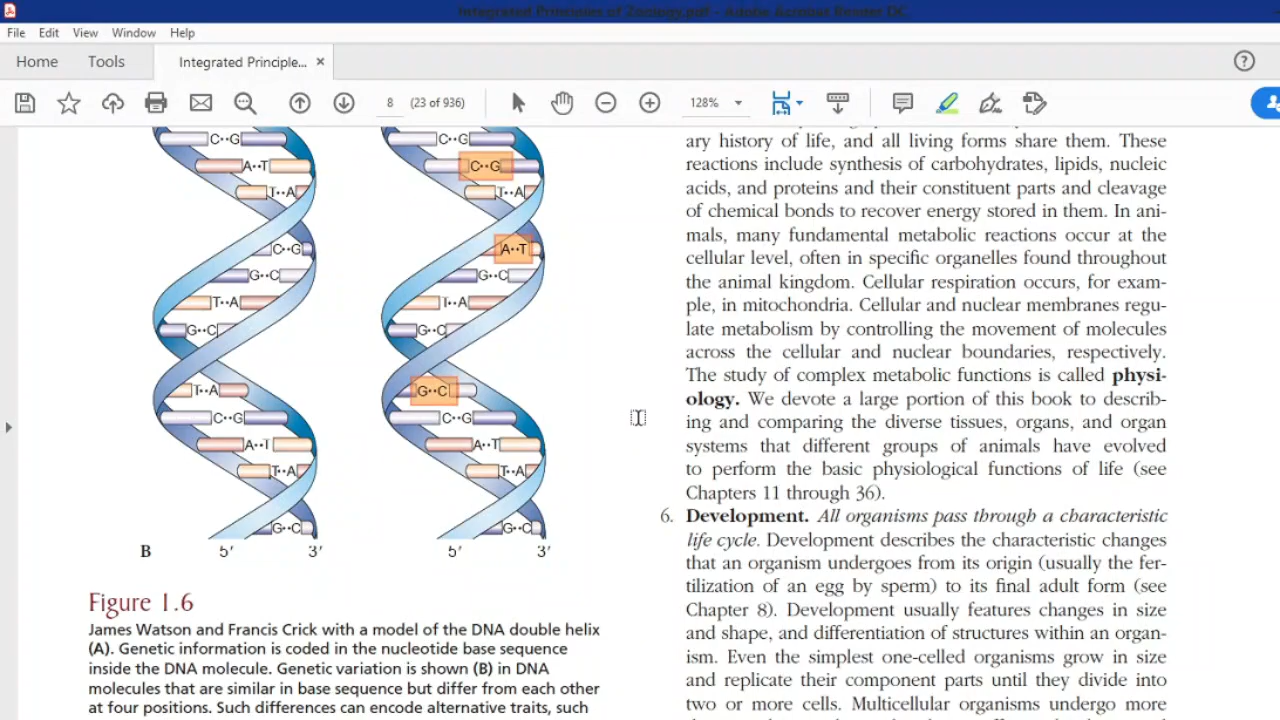 Integrated Principles of Zoology.pdf - Adobe Acrobat Reader DC
File Edit View Window Help
Home Tools Integrated Principle... ×
8 (23 of 936) 128%
C··G C··G
A··T C··G
T··A T··A
C··G A··T
G··C G··C
T··A T··A
G··C G··C
T··A G··C
C··G C··G
A··T A··T
T··A T··A
G··C G··C
B 5′ 3′ 5′ 3′
Figure 1.6
James Watson and Francis Crick with a model of the DNA double helix
(A). Genetic information is coded in the nucleotide base sequence
inside the DNA molecule. Genetic variation is shown (B) in DNA
molecules that are similar in base sequence but differ from each other
at four positions. Such differences can encode alternative traits, such
ary history of life, and all living forms share them. These
reactions include synthesis of carbohydrates, lipids, nucleic
acids, and proteins and their constituent parts and cleavage
of chemical bonds to recover energy stored in them. In ani-
mals, many fundamental metabolic reactions occur at the
cellular level, often in specific organelles found throughout
the animal kingdom. Cellular respiration occurs, for exam-
ple, in mitochondria. Cellular and nuclear membranes regu-
late metabolism by controlling the movement of molecules
across the cellular and nuclear boundaries, respectively.
The study of complex metabolic functions is called physi-
ology. We devote a large portion of this book to describ-
ing and comparing the diverse tissues, organs, and organ
systems that different groups of animals have evolved
to perform the basic physiological functions of life (see
Chapters 11 through 36).
6. Development. All organisms pass through a characteristic
life cycle. Development describes the characteristic changes
that an organism undergoes from its origin (usually the fer-
tilization of an egg by sperm) to its final adult form (see
Chapter 8). Development usually features changes in size
and shape, and differentiation of structures within an organ-
ism. Even the simplest one-celled organisms grow in size
and replicate their component parts until they divide into
two or more cells. Multicellular organisms undergo more